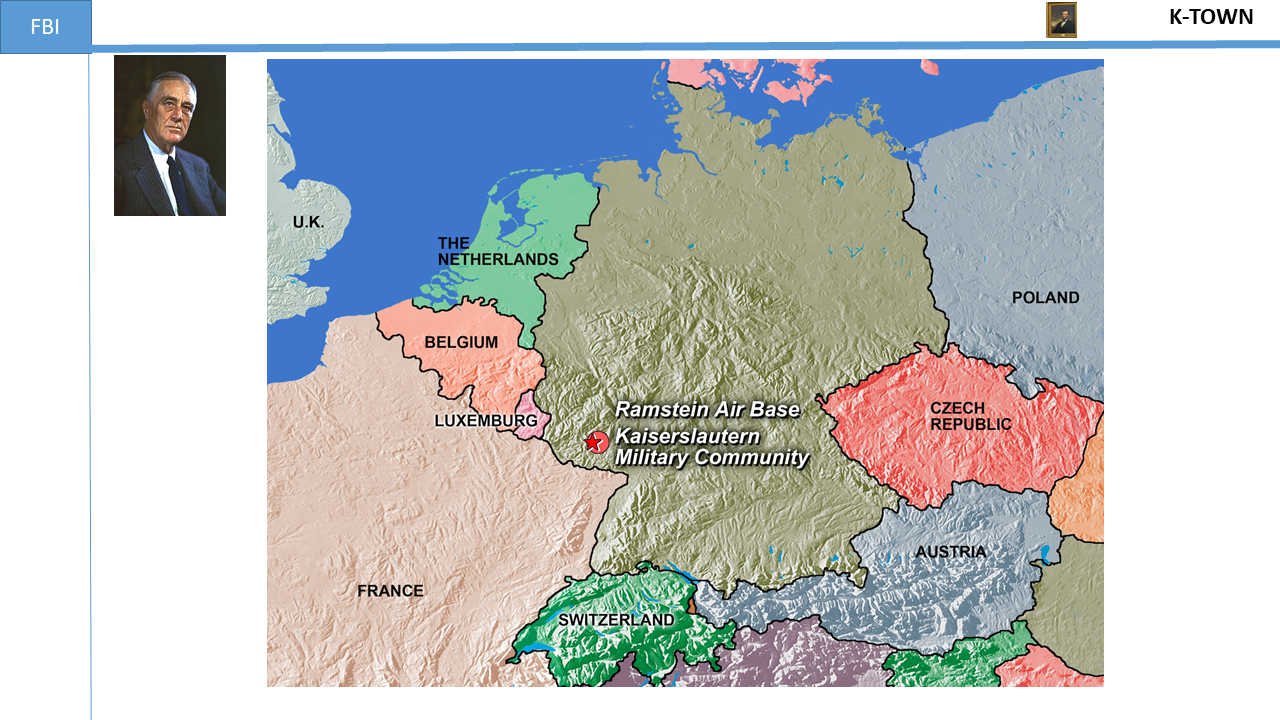 FBI
K-TOWN
U.K.
THE
NETHERLANDS
POLAND
BELGIUM
Ramstein Air Base
CZECH
REPUBLIC
LUXEMBURG
Kaiserslautern
Military Community
AUSTRIA
FRANCE
SWITZERLAND